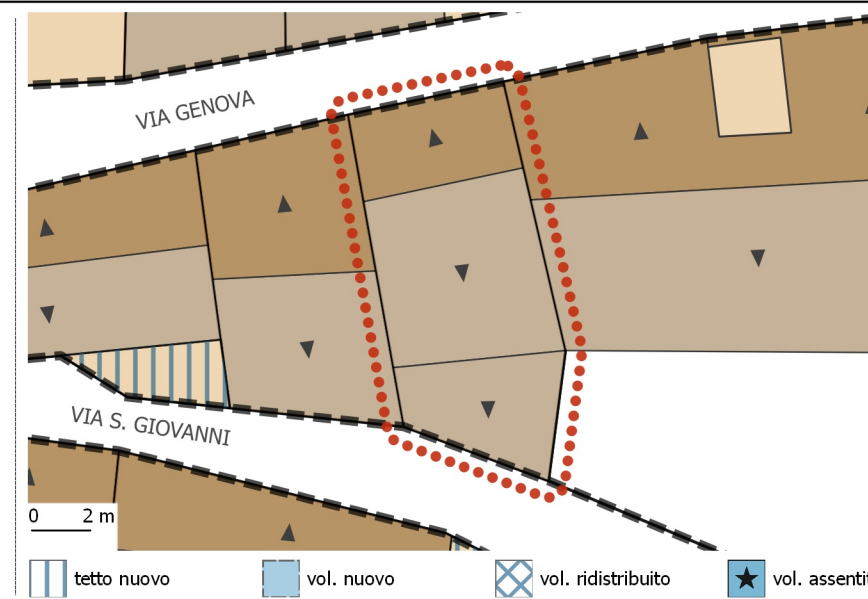 VIA GENOVA
VIA S. GIOVANNI
0 2 m
tetto nuovo vol. nuovo vol. ridistribuito vol. assenti